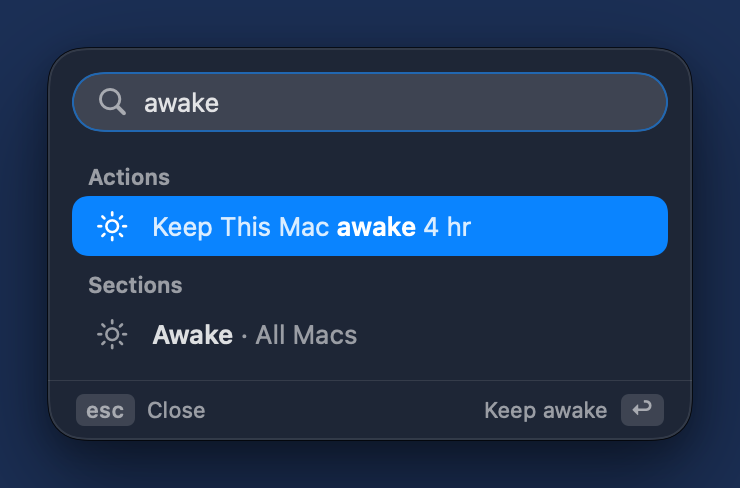 awake
Actions
Keep This Mac awake 4 hr
Sections
Awake · All Macs
esc Close Keep awake